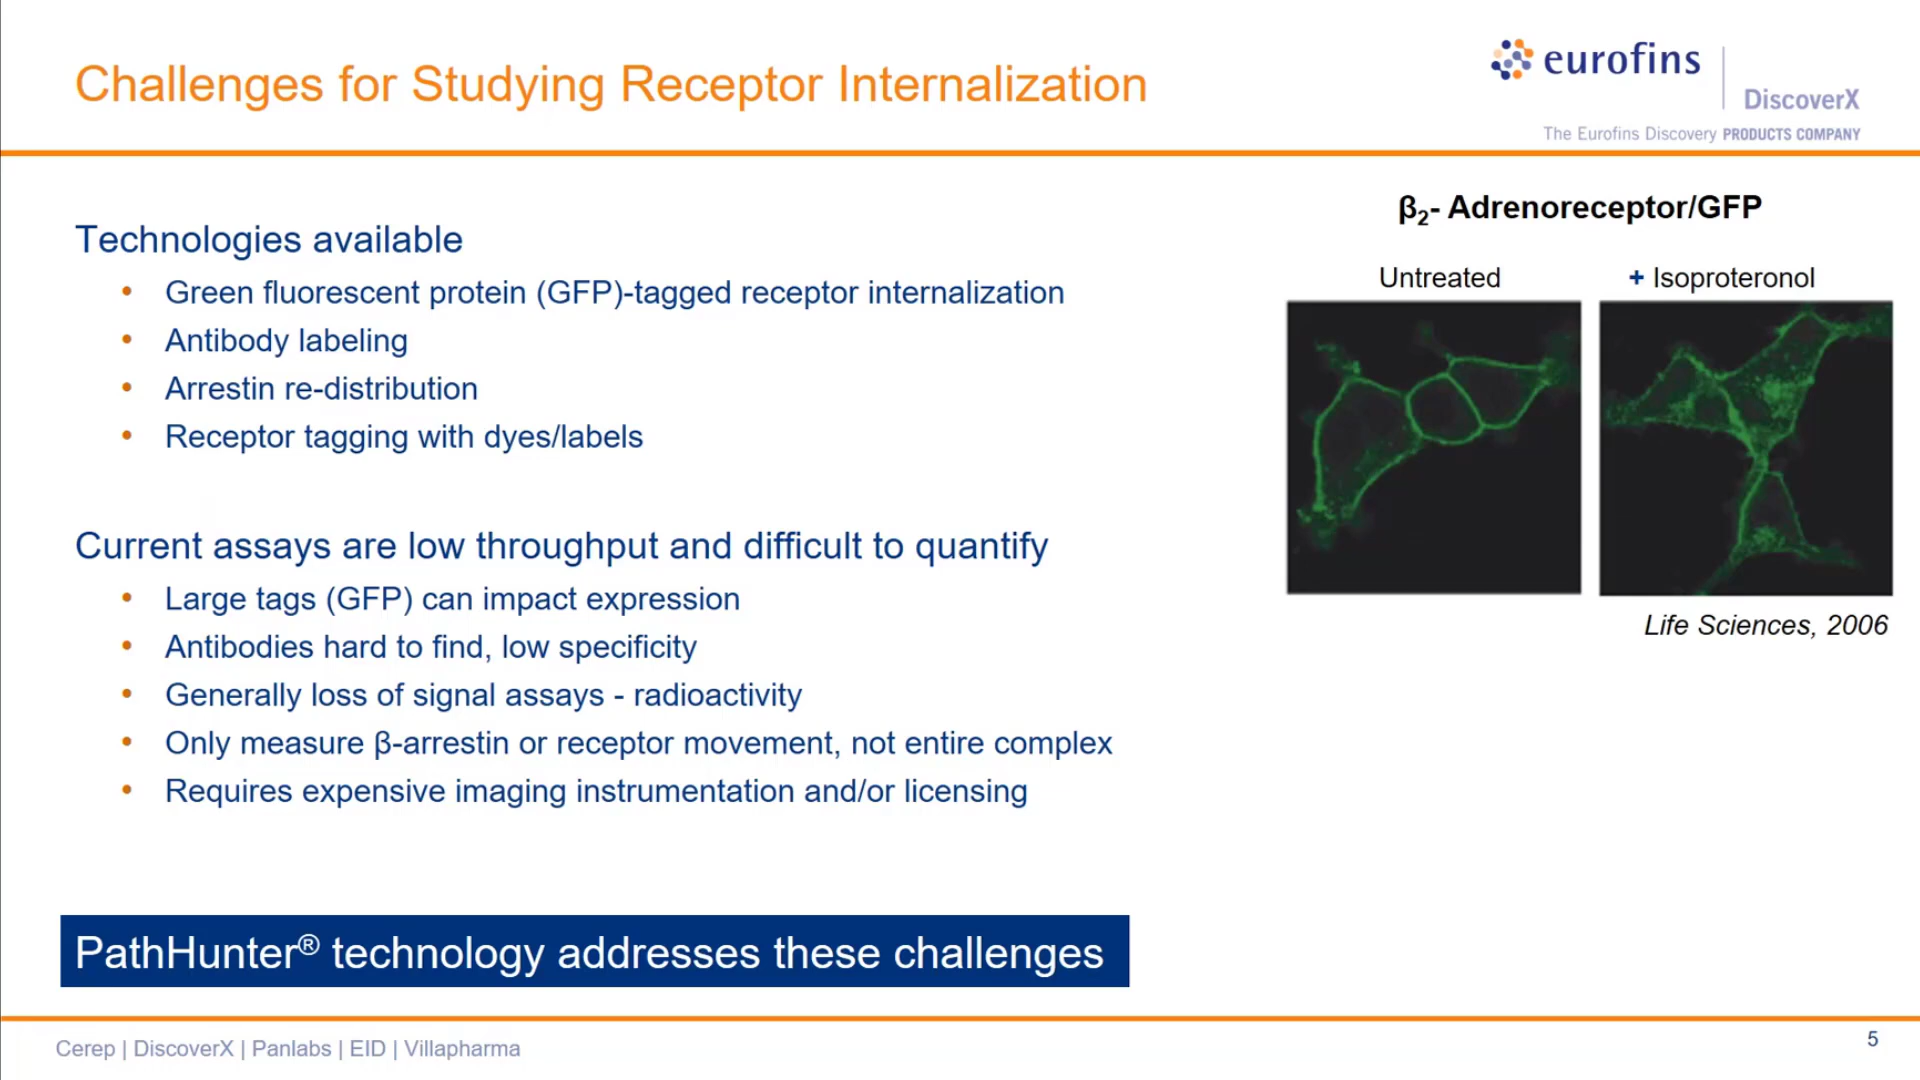 Challenges for Studying Receptor Internalization
eurofins
DiscoverX
The Eurofins Discovery PRODUCTS COMPANY
Technologies available
• Green fluorescent protein (GFP)-tagged receptor internalization
• Antibody labeling
• Arrestin re-distribution
• Receptor tagging with dyes/labels
Current assays are low throughput and difficult to quantify
• Large tags (GFP) can impact expression
• Antibodies hard to find, low specificity
• Generally loss of signal assays - radioactivity
• Only measure β-arrestin or receptor movement, not entire complex
• Requires expensive imaging instrumentation and/or licensing
β₂- Adrenoreceptor/GFP
Untreated
+ Isoproteronol
Life Sciences, 2006
PathHunter® technology addresses these challenges
Cerep | DiscoverX | Panlabs | EID | Villapharma
5